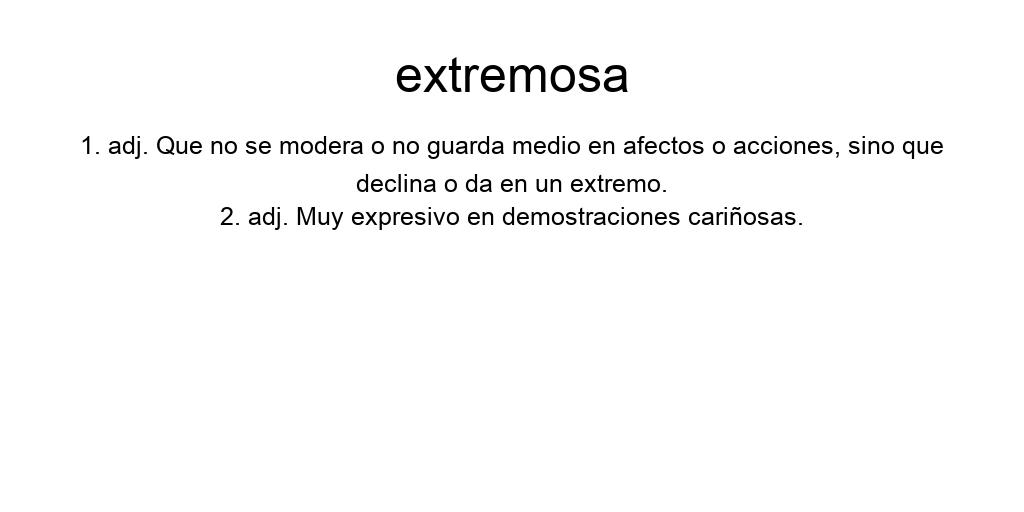 extremosa
1. adj. Que no se modera o no guarda medio en afectos o acciones, sino que
declina o da en un extremo.
2. adj. Muy expresivo en demostraciones cariñosas.